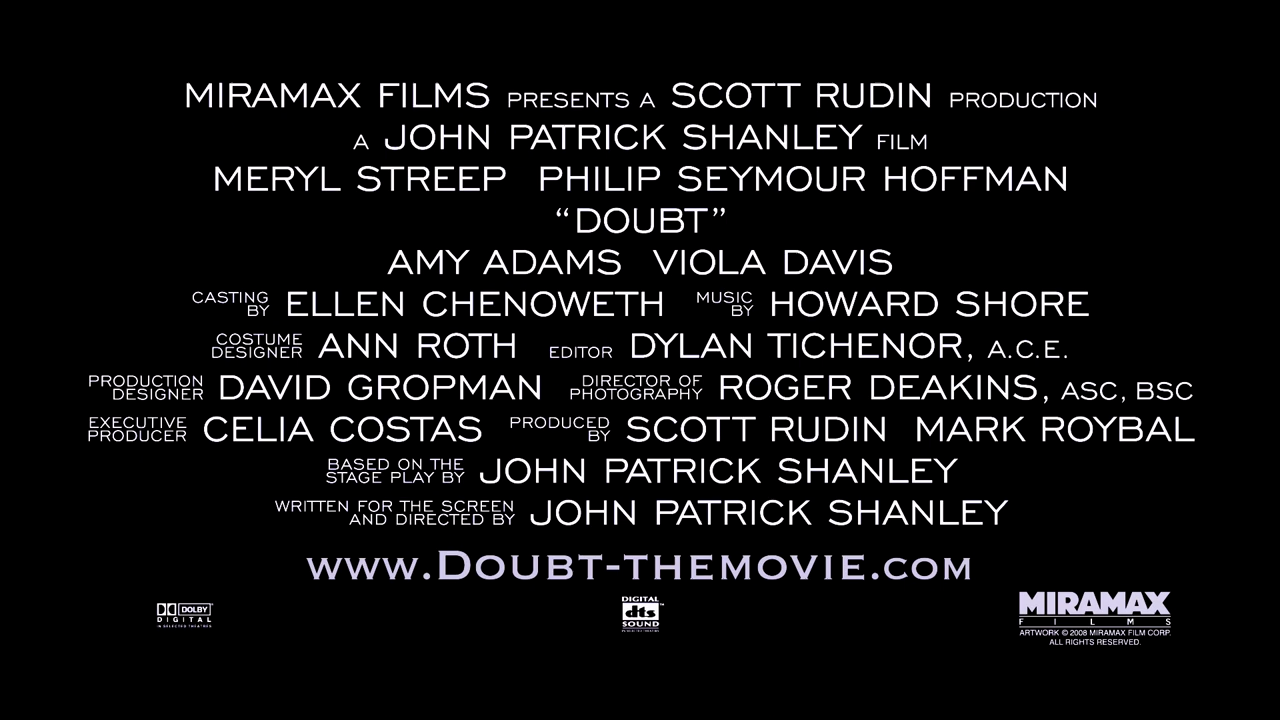 MIRAMAX FILMS PRESENTS A SCOTT RUDIN PRODUCTION
A JOHN PATRICK SHANLEY FILM
MERYL STREEP PHILIP SEYMOUR HOFFMAN
“DOUBT”
AMY ADAMS VIOLA DAVIS
CASTING BY ELLEN CHENOWETH MUSIC BY HOWARD SHORE
COSTUME DESIGNER ANN ROTH EDITOR DYLAN TICHENOR, A.C.E.
PRODUCTION DESIGNER DAVID GROPMAN DIRECTOR OF PHOTOGRAPHY ROGER DEAKINS, ASC, BSC
EXECUTIVE PRODUCER CELIA COSTAS PRODUCED BY SCOTT RUDIN MARK ROYBAL
BASED ON THE STAGE PLAY BY JOHN PATRICK SHANLEY
WRITTEN FOR THE SCREEN AND DIRECTED BY JOHN PATRICK SHANLEY
WWW.DOUBT-THEMOVIE.COM
DOLBY
DIGITAL
IN SELECTED THEATRES
DIGITAL
dts
SOUND
MIRAMAX
FILMS
ARTWORK © 2008 MIRAMAX FILM CORP.
ALL RIGHTS RESERVED.